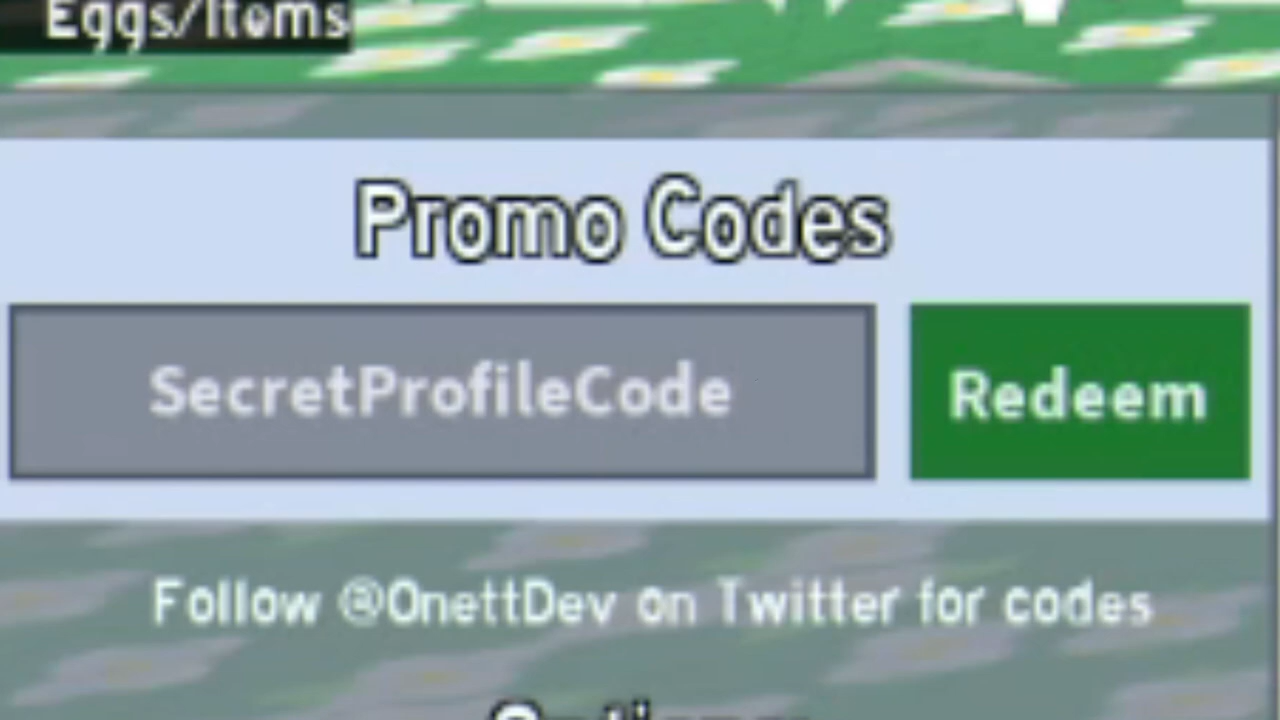 Eggs/Items
Promo Codes
SecretProfileCode
Redeem
Follow @OnettDev on Twitter for codes